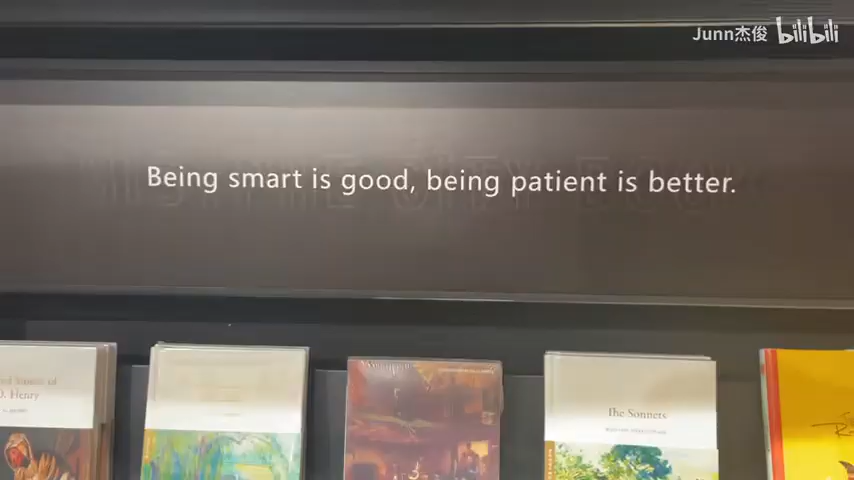 Junn杰俊 bilibili
Being smart is good, being patient is better.
O. Henry
The Sonnets